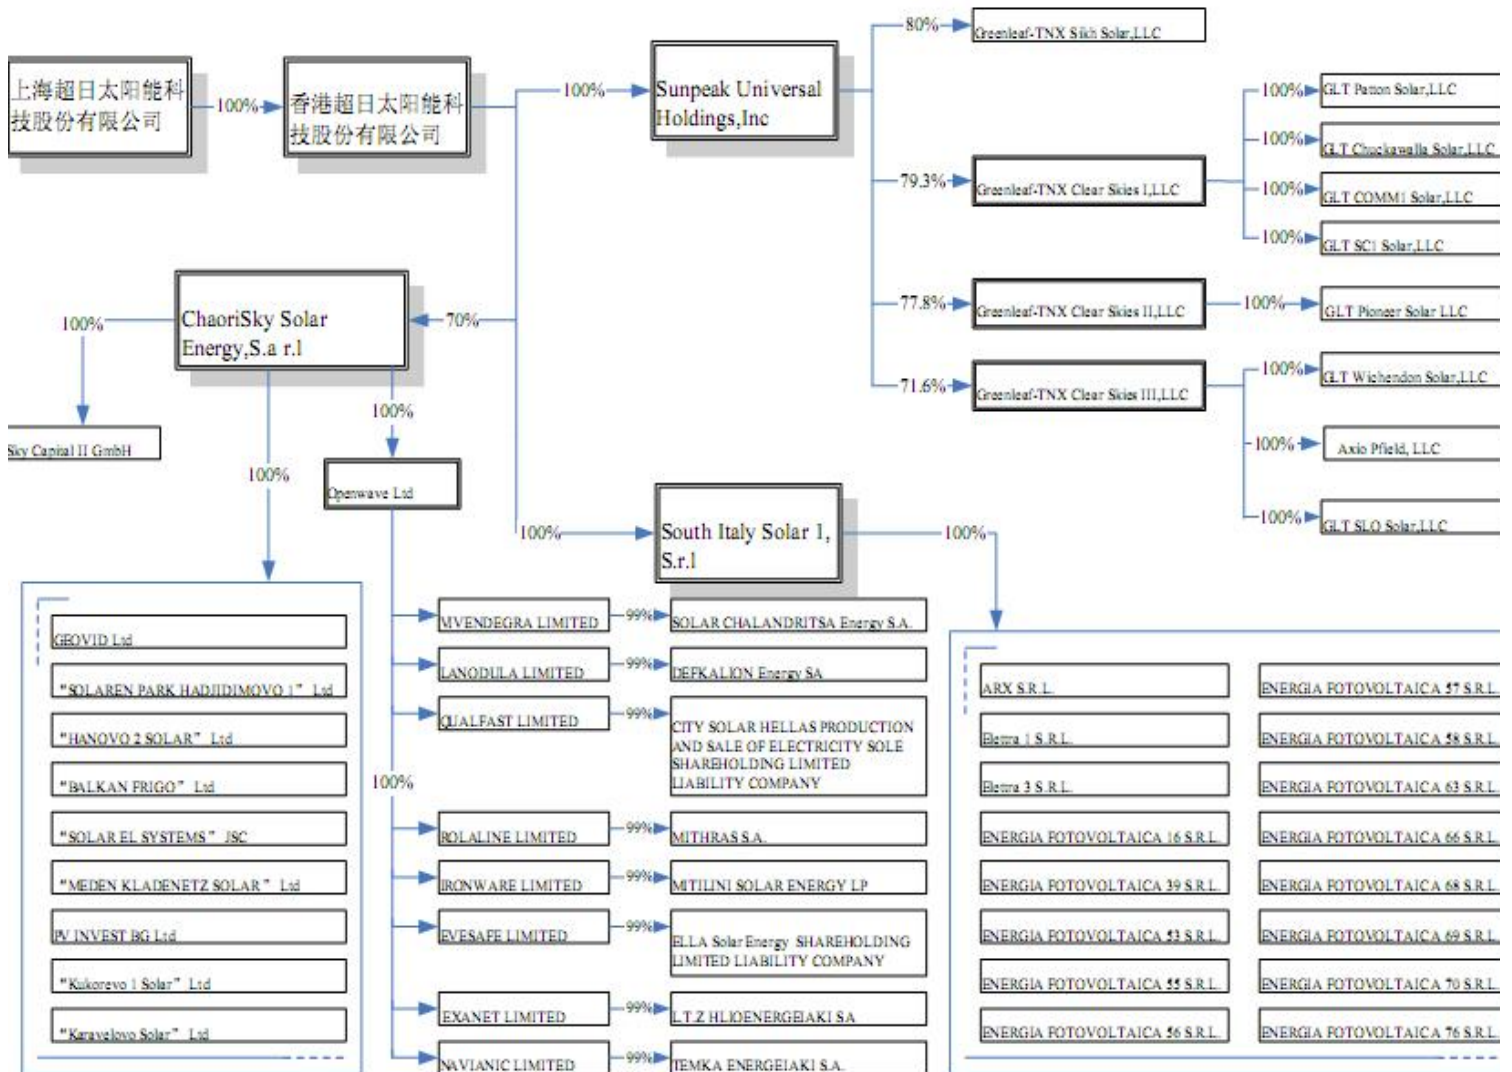 上海超日太阳能科
技股份有限公司
100%
香港超日太阳能科
技股份有限公司
100%
Sunpeak Universal
Holdings,Inc
80%
Greenleaf-TNX Sikh Solar,LLC
79.3%
Greenleaf-TNX Clear Skies I,LLC
100%
GLT Patton Solar,LLC
100%
GLT Chuckawalla Solar,LLC
100%
GLT COMM1 Solar,LLC
100%
GLT SC1 Solar,LLC
77.8%
Greenleaf-TNX Clear Skies II,LLC
100%
GLT Pioneer Solar LLC
71.6%
Greenleaf-TNX Clear Skies III,LLC
100%
GLT Wichendon Solar,LLC
100%
Axio Pfield, LLC
100%
GLT SLO Solar,LLC
70%
ChaoriSky Solar
Energy,S.a r.l
100%
Sky Capital II GmbH
100%
100%
Openwave Ltd
100%
South Italy Solar 1,
S.r.l
100%
GEOVID Ltd
"SOLAREN PARK HADJIDIMOVO 1" Ltd
"HANOVO 2 SOLAR" Ltd
"BALKAN FRIGO" Ltd
"SOLAR EL SYSTEMS" JSC
"MEDEN KLADENETZ SOLAR" Ltd
PV INVEST BG Ltd
"Kukorevo 1 Solar" Ltd
"Karavelovo Solar" Ltd
100%
VIVENDEGRA LIMITED
99%
SOLAR CHALANDRITSA Energy S.A.
LANODULA LIMITED
99%
DEFKALION Energy SA
QUALFAST LIMITED
99%
CITY SOLAR HELLAS PRODUCTION
AND SALE OF ELECTRICITY SOLE
SHAREHOLDING LIMITED
LIABILITY COMPANY
ROLALINE LIMITED
99%
MITHRAS S.A.
IRONWARE LIMITED
99%
MITILINI SOLAR ENERGY LP
EVESAFE LIMITED
99%
ELLA Solar Energy SHAREHOLDING
LIMITED LIABILITY COMPANY
EXANET LIMITED
99%
L.T.Z HLIOENERGEIAKI SA
NAVIANIC LIMITED
99%
TEMKA ENERGEIAKI S.A.
ARX S.R.L.
Elettra 1 S.R.L.
Elettra 3 S.R.L.
ENERGIA FOTOVOLTAICA 16 S.R.L.
ENERGIA FOTOVOLTAICA 39 S.R.L.
ENERGIA FOTOVOLTAICA 53 S.R.L.
ENERGIA FOTOVOLTAICA 55 S.R.L.
ENERGIA FOTOVOLTAICA 56 S.R.L.
ENERGIA FOTOVOLTAICA 57 S.R.L.
ENERGIA FOTOVOLTAICA 58 S.R.L.
ENERGIA FOTOVOLTAICA 63 S.R.L.
ENERGIA FOTOVOLTAICA 66 S.R.L.
ENERGIA FOTOVOLTAICA 68 S.R.L.
ENERGIA FOTOVOLTAICA 69 S.R.L.
ENERGIA FOTOVOLTAICA 70 S.R.L.
ENERGIA FOTOVOLTAICA 76 S.R.L.